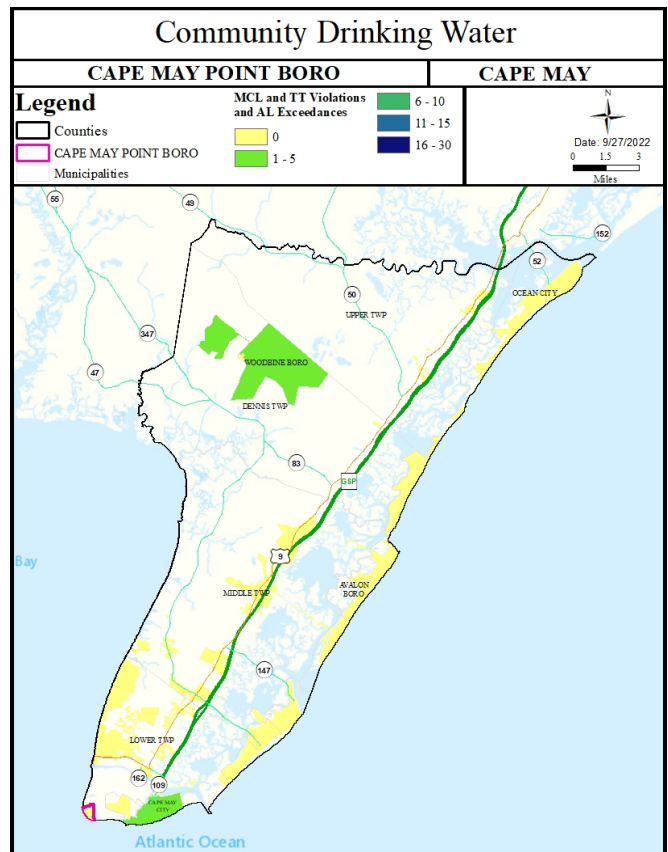 Community Drinking Water
CAPE MAY POINT BORO
CAPE MAY
Legend
Counties
CAPE MAY POINT BORO
Municipalities
MCL and TT Violations
and AL Exceedances
0
1 - 5
6 - 10
11 - 15
16 - 30
N
Date: 9/27/2022
0 1.5 3
Miles
55
49
152
52
OCEAN CITY
50
UPPER TWP
347
WOODBINE BORO
47
DENNIS TWP
83
GSP
9
Bay
MIDDLE TWP
AVALON
BORO
147
LOWER TWP
162
109
CAPE MAY
CITY
Atlantic Ocean